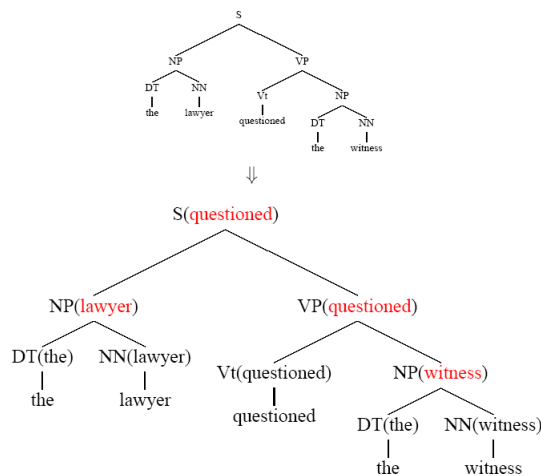 S
NP VP
DT NN Vt NP
the lawyer questioned DT NN
the witness
⇓
S(questioned)
NP(lawyer) VP(questioned)
DT(the) NN(lawyer) Vt(questioned) NP(witness)
the lawyer questioned DT(the) NN(witness)
the witness